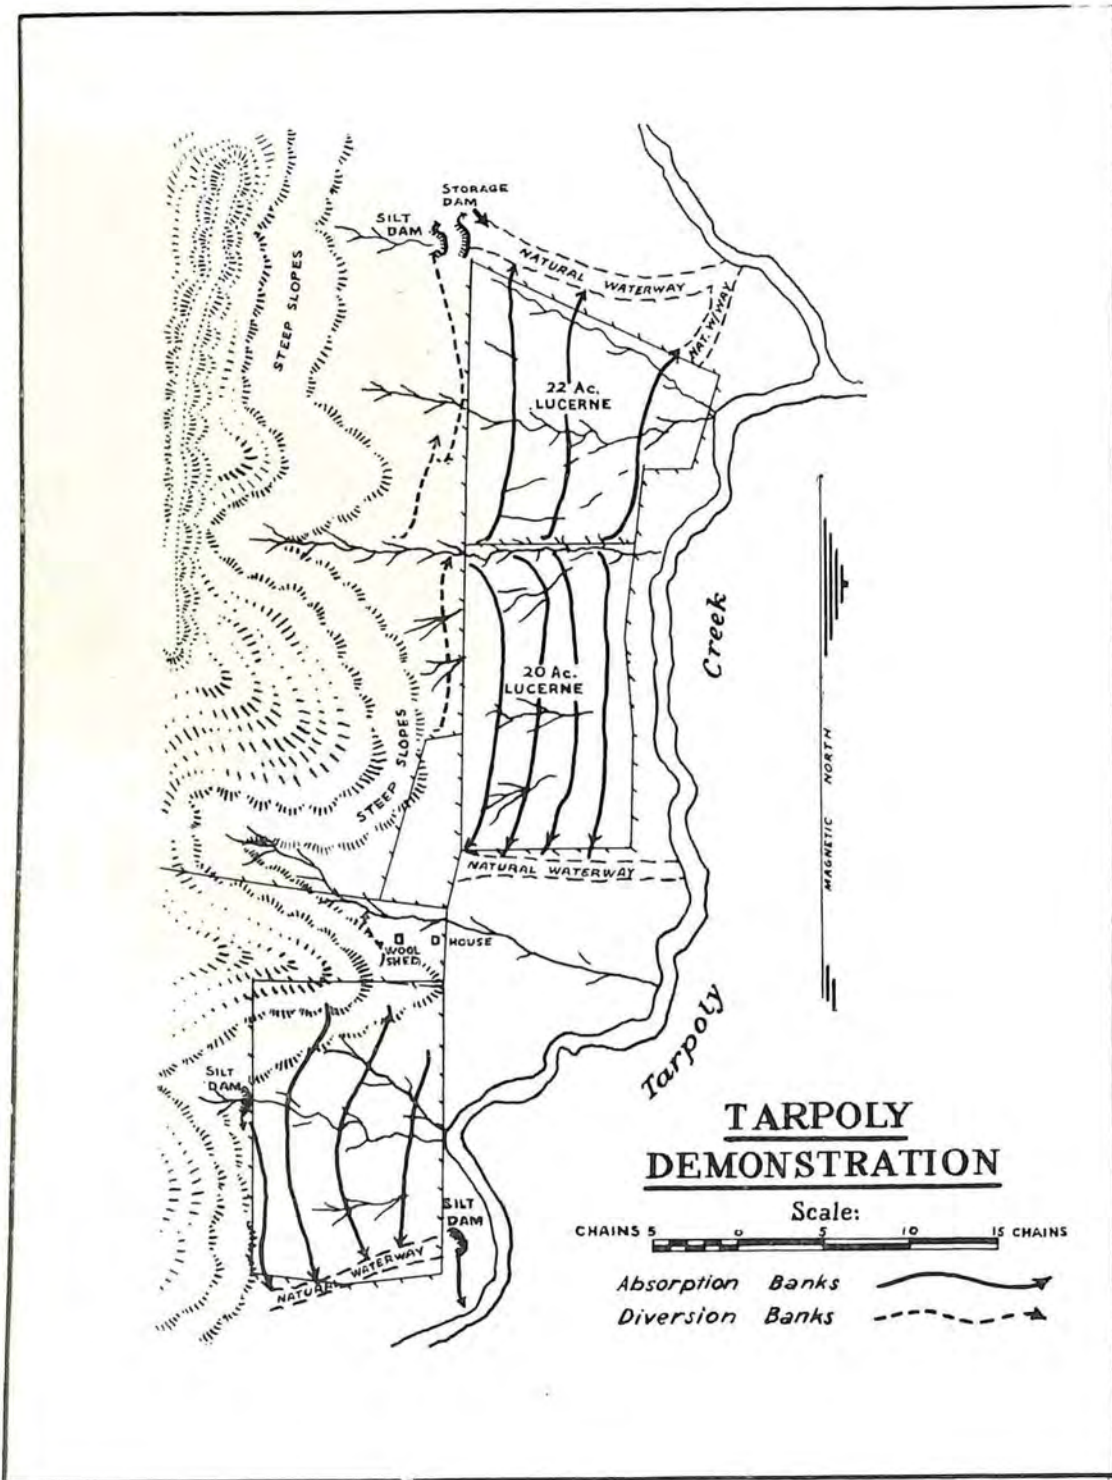 STORAGE
DAM
SILT
DAM
NATURAL WATERWAY
NAT. W/WAY
STEEP SLOPES
22 Ac.
LUCERNE
Creek
20 Ac.
LUCERNE
STEEP SLOPES
MAGNETIC NORTH
NATURAL WATERWAY
HOUSE
WOOL
SHED
Tarpoly
SILT
DAM
SILT
DAM
NATURAL WATERWAY
TARPOLY
DEMONSTRATION
Scale:
CHAINS 5 0 5 10 15 CHAINS
Absorption Banks
Diversion Banks